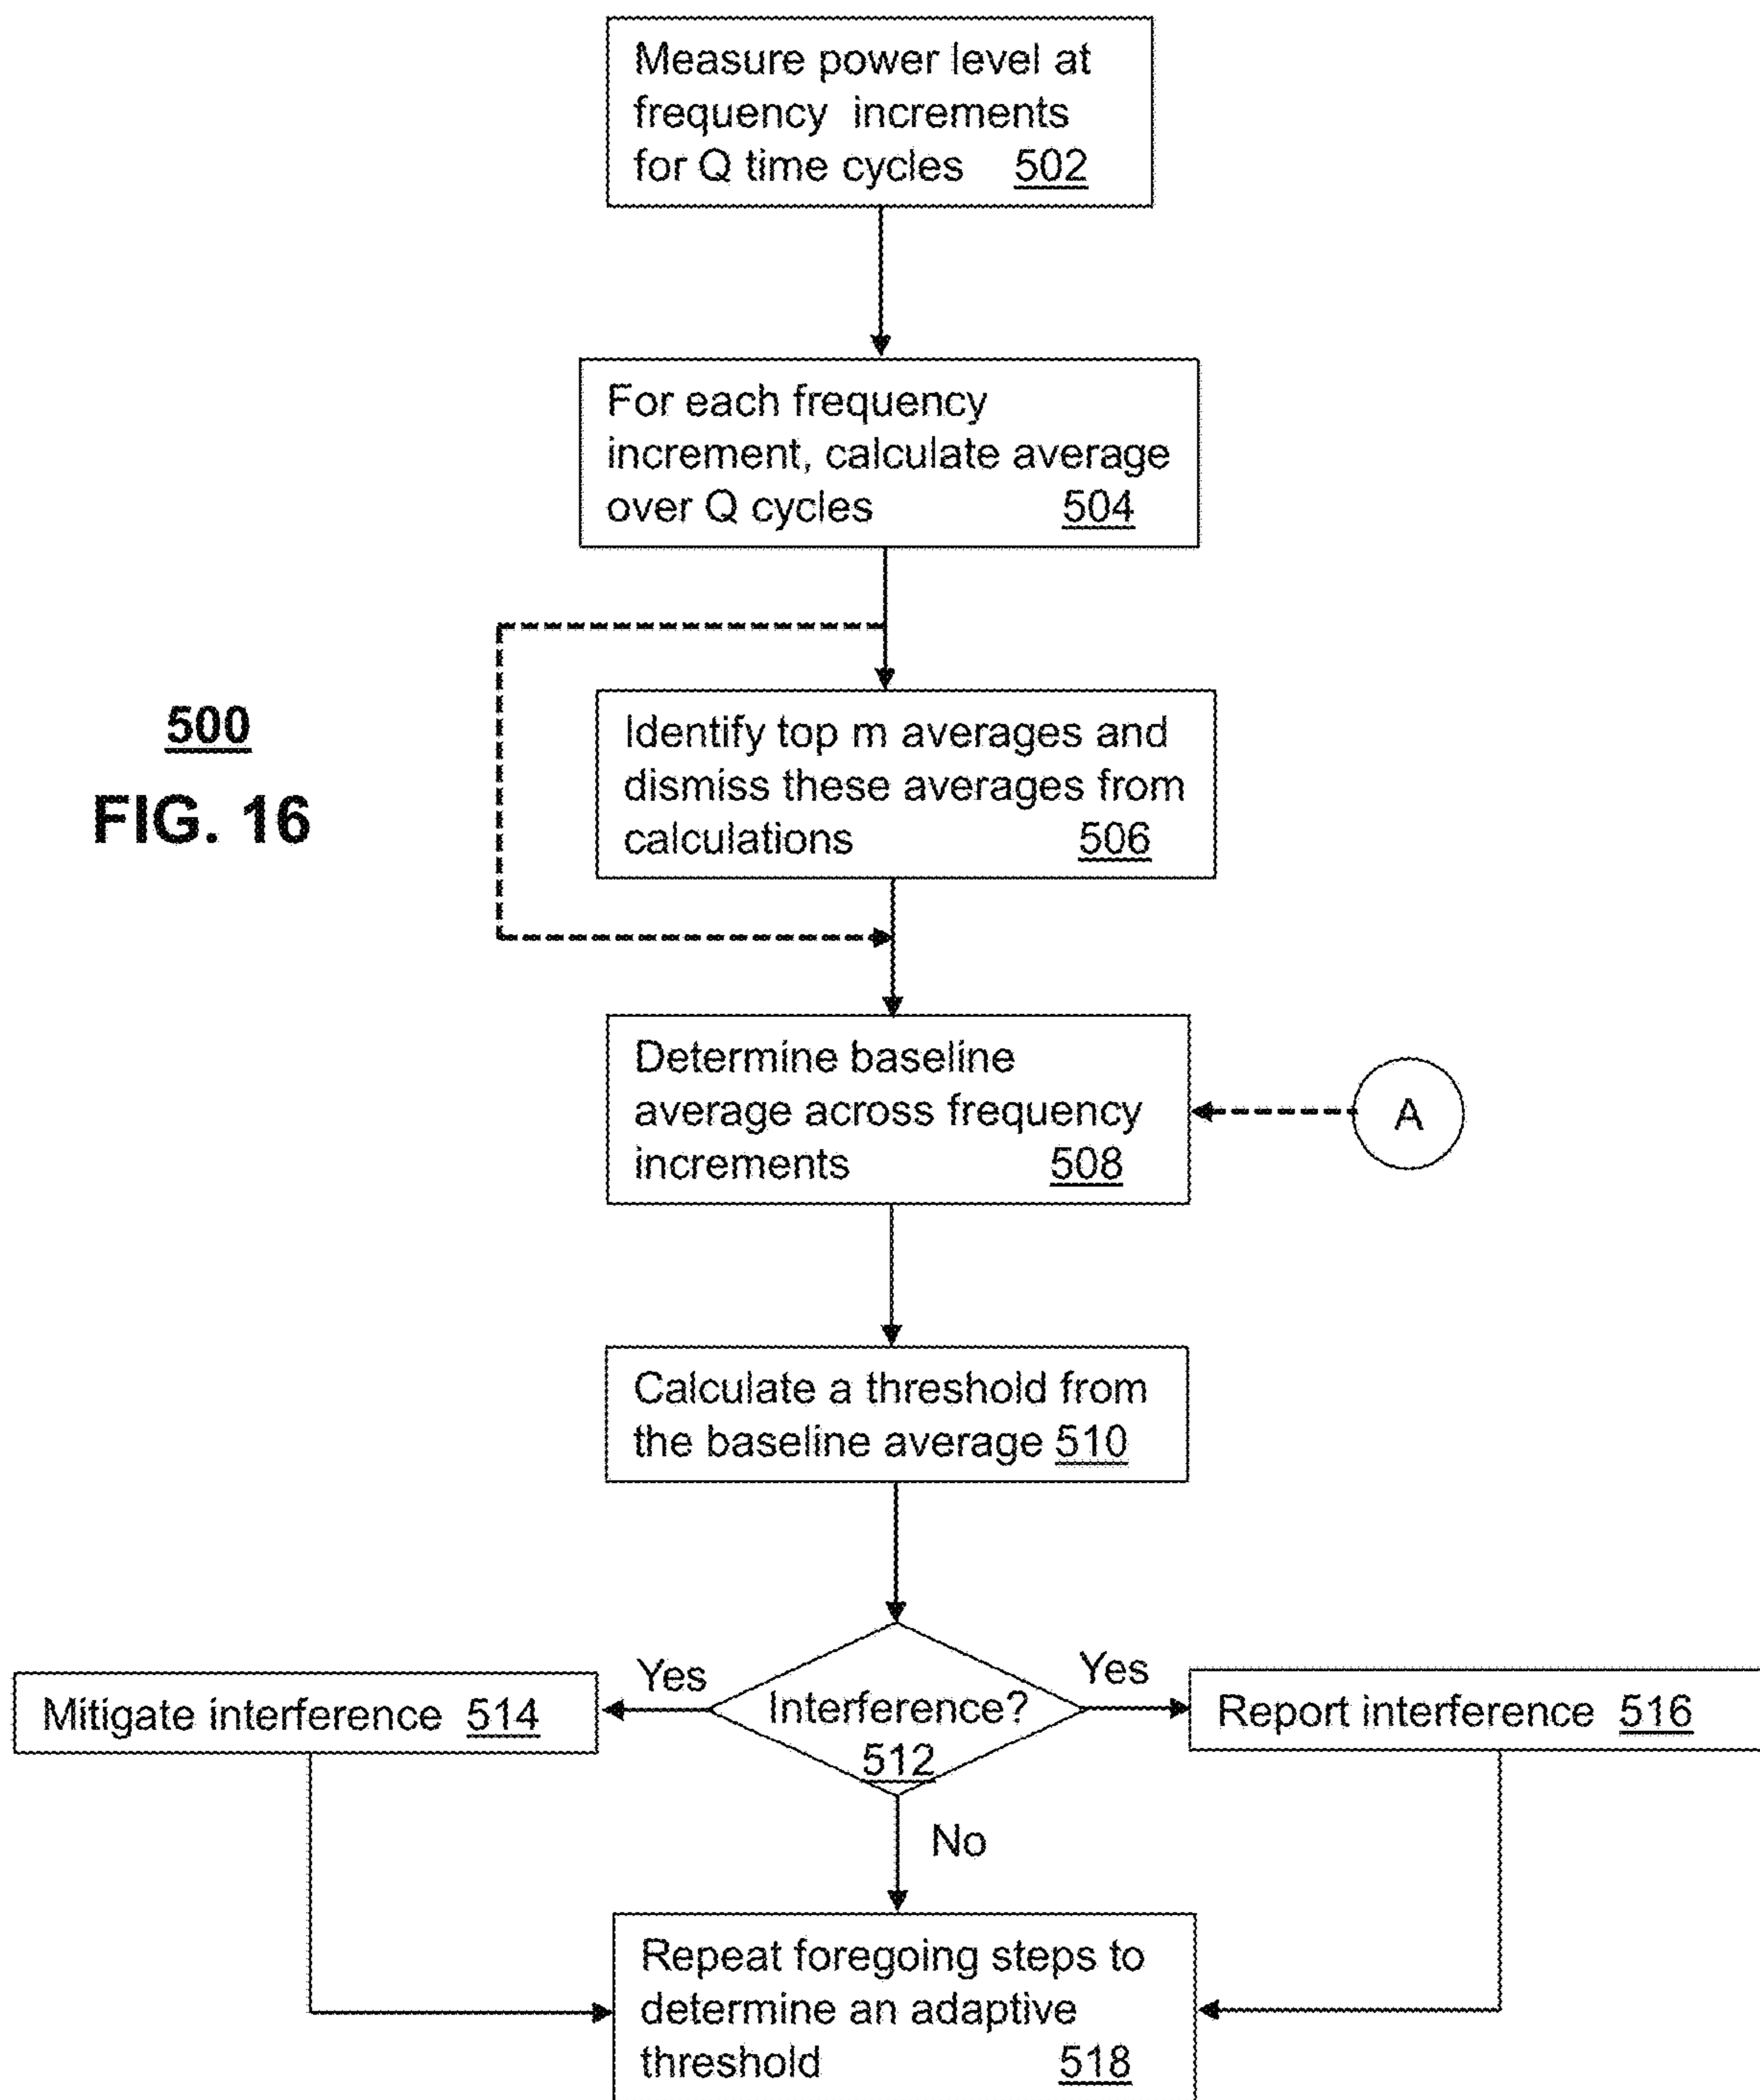 Measure power level at
frequency increments
for Q time cycles 502
For each frequency
increment, calculate average
over Q cycles 504
500
FIG. 16
Identify top m averages and
dismiss these averages from
calculations 506
Determine baseline
average across frequency
increments 508
A
Calculate a threshold from
the baseline average 510
Yes
Yes
Mitigate interference 514
Interference?
512
Report interference 516
No
Repeat foregoing steps to
determine an adaptive
threshold 518